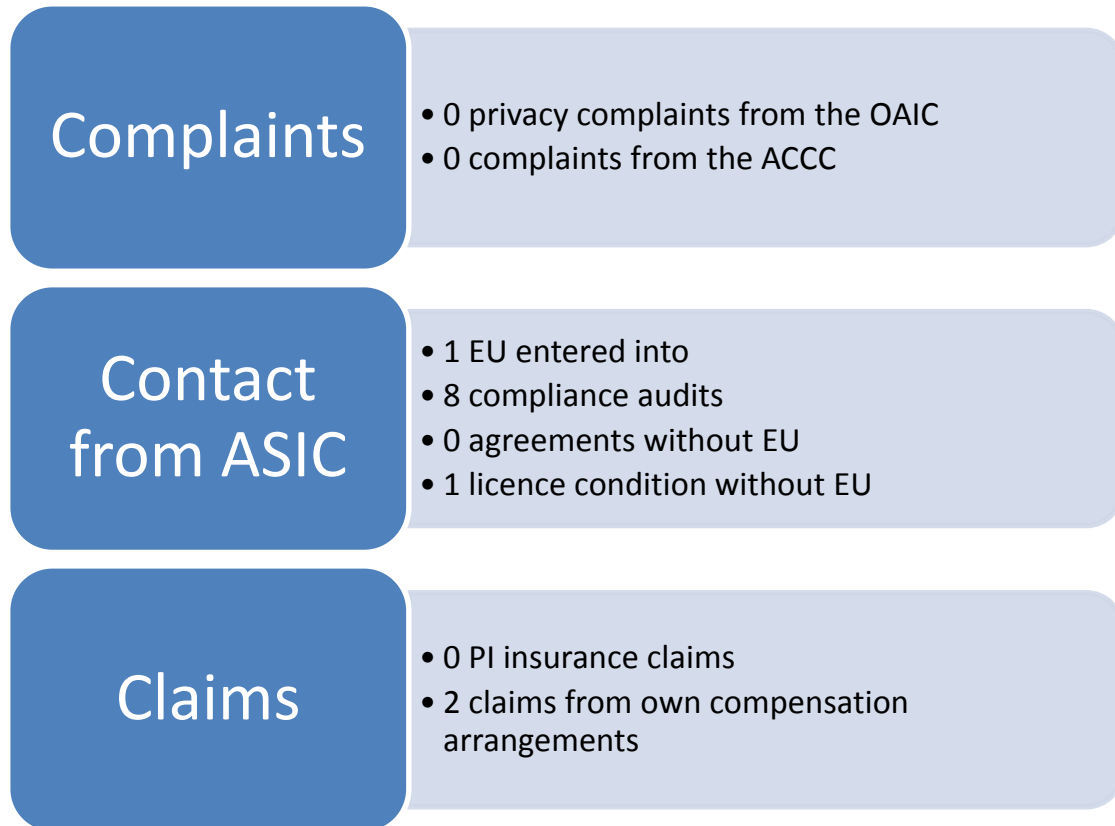 Complaints
• 0 privacy complaints from the OAIC
• 0 complaints from the ACCC
Contact
from ASIC
• 1 EU entered into
• 8 compliance audits
• 0 agreements without EU
• 1 licence condition without EU
Claims
• 0 PI insurance claims
• 2 claims from own compensation
arrangements